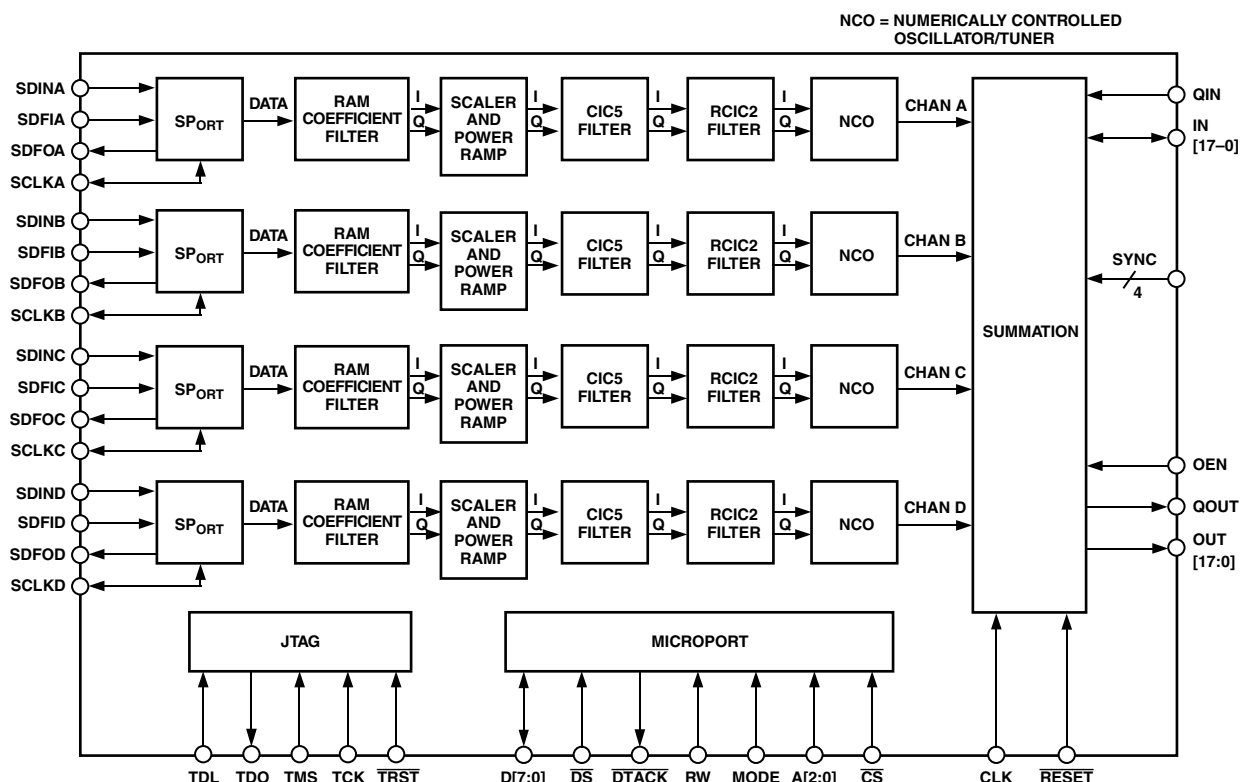 NCO = NUMERICALLY CONTROLLED
OSCILLATOR/TUNER
SDINA
SDFIA
SDFOA
SCLKA
SPORT
DATA
RAM
COEFFICIENT
FILTER
I
Q
SCALER
AND
POWER
RAMP
I
Q
CIC5
FILTER
I
Q
RCIC2
FILTER
I
Q
NCO
CHAN A
SDINB
SDFIB
SDFOB
SCLKB
SPORT
DATA
RAM
COEFFICIENT
FILTER
I
Q
SCALER
AND
POWER
RAMP
I
Q
CIC5
FILTER
I
Q
RCIC2
FILTER
I
Q
NCO
CHAN B
SDINC
SDFIC
SDFOC
SCLKC
SPORT
DATA
RAM
COEFFICIENT
FILTER
I
Q
SCALER
AND
POWER
RAMP
I
Q
CIC5
FILTER
I
Q
RCIC2
FILTER
I
Q
NCO
CHAN C
SDIND
SDFID
SDFOD
SCLKD
SPORT
DATA
RAM
COEFFICIENT
FILTER
I
Q
SCALER
AND
POWER
RAMP
I
Q
CIC5
FILTER
I
Q
RCIC2
FILTER
I
Q
NCO
CHAN D
SUMMATION
QIN
IN
[17–0]
SYNC
4
OEN
QOUT
OUT
[17:0]
JTAG
MICROPORT
TDL
TDO
TMS
TCK
TRST
D[7:0]
DS
DTACK
RW
MODE
A[2:0]
CS
CLK
RESET